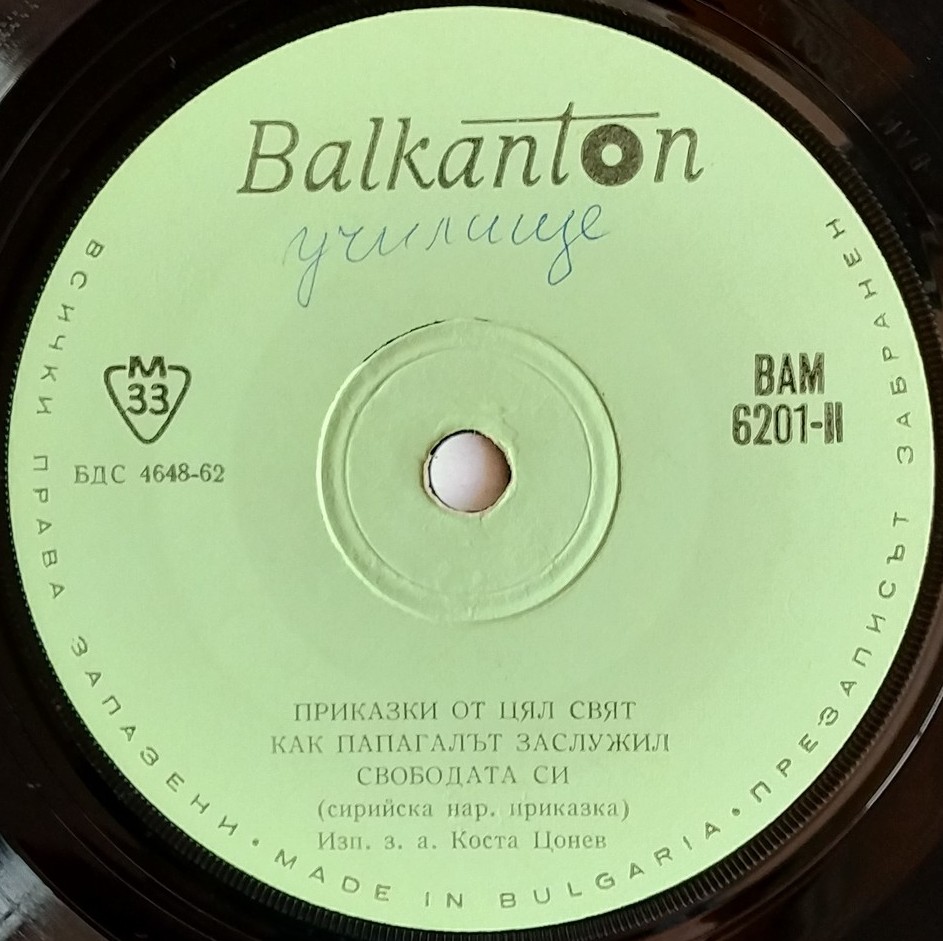 Balkanton
училище
М
33
БДС 4648-62
ВАМ
6201-II
ПРИКАЗКИ ОТ ЦЯЛ СВЯТ
КАК ПАПАГАЛЪТ ЗАСЛУЖИЛ
СВОБОДАТА СИ
(сирийска нар. приказка)
Изп. з. а. Коста Цонев
ВСИЧКИ ПРАВА ЗАПАЗЕНИ • MADE IN BULGARIA • ПРЕЗАПИСЪТ ЗАБРАНЕН